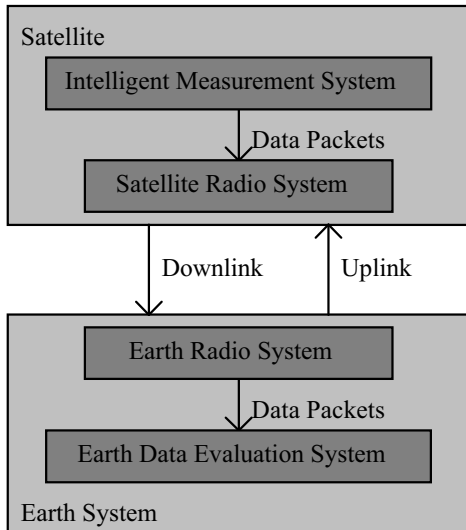 Satellite
Intelligent Measurement System
Data Packets
Satellite Radio System
Downlink
Uplink
Earth Radio System
Data Packets
Earth Data Evaluation System
Earth System